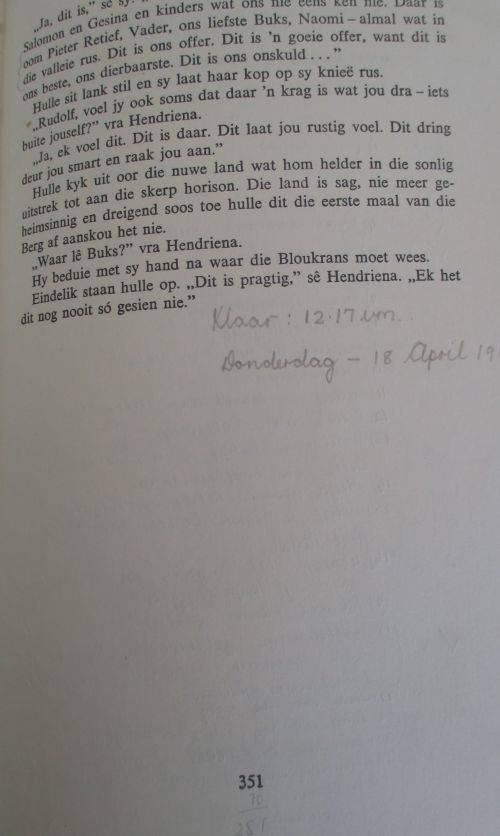 „Ja, dit is,” sê sy.
Salomon en Gesina en kinders wat ons nie eens ken nie. Daar is
oom Pieter Retief, Vader, ons liefste Buks, Naomi – almal wat in
die valleie rus. Dit is ons offer. Dit is 'n goeie offer, want dit is
ons beste, ons dierbaarste. Dit is ons onskuld . . .”
Hulle sit lank stil en sy laat haar kop op sy knieë rus.
„Rudolf, voel jy ook soms dat daar 'n krag is wat jou dra – iets
buite jouself?” vra Hendriena.
„Ja, ek voel dit. Dit is daar. Dit laat jou rustig voel. Dit dring
deur jou smart en raak jou aan.”
Hulle kyk uit oor die nuwe land wat hom helder in die sonlig
uitstrek tot aan die skerp horison. Die land is sag, nie meer ge-
heimsinnig en dreigend soos toe hulle dit die eerste maal van die
Berg af aanskou het nie.
„Waar lê Buks?” vra Hendriena.
Hy beduie met sy hand na waar die Bloukrans moet wees.
Eindelik staan hulle op. „Dit is pragtig,” sê Hendriena. „Ek het
dit nog nooit só gesien nie.”
Klaar : 12.17 vm.
Donderdag – 18 April 19
351
70
281